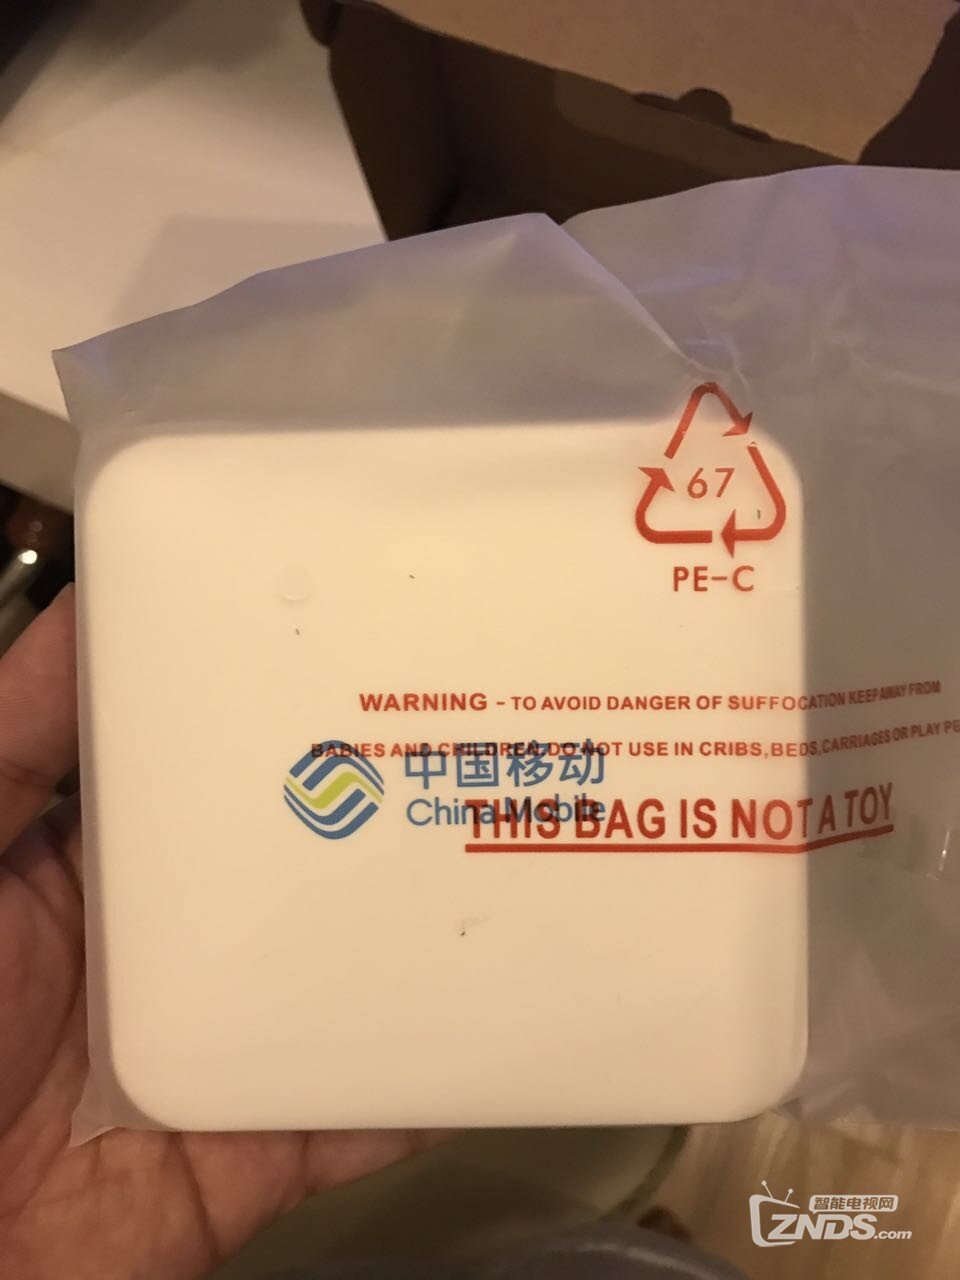 67
PE-C
WARNING - TO AVOID DANGER OF SUFFOCATION KEEP AWAY FROM
BABIES AND CHILDREN, DO NOT USE IN CRIBS, BEDS, CARRIAGES OR PLAY
中国移动
China Mobile
THIS BAG IS NOT A TOY
智能电视网
ZNDS.com